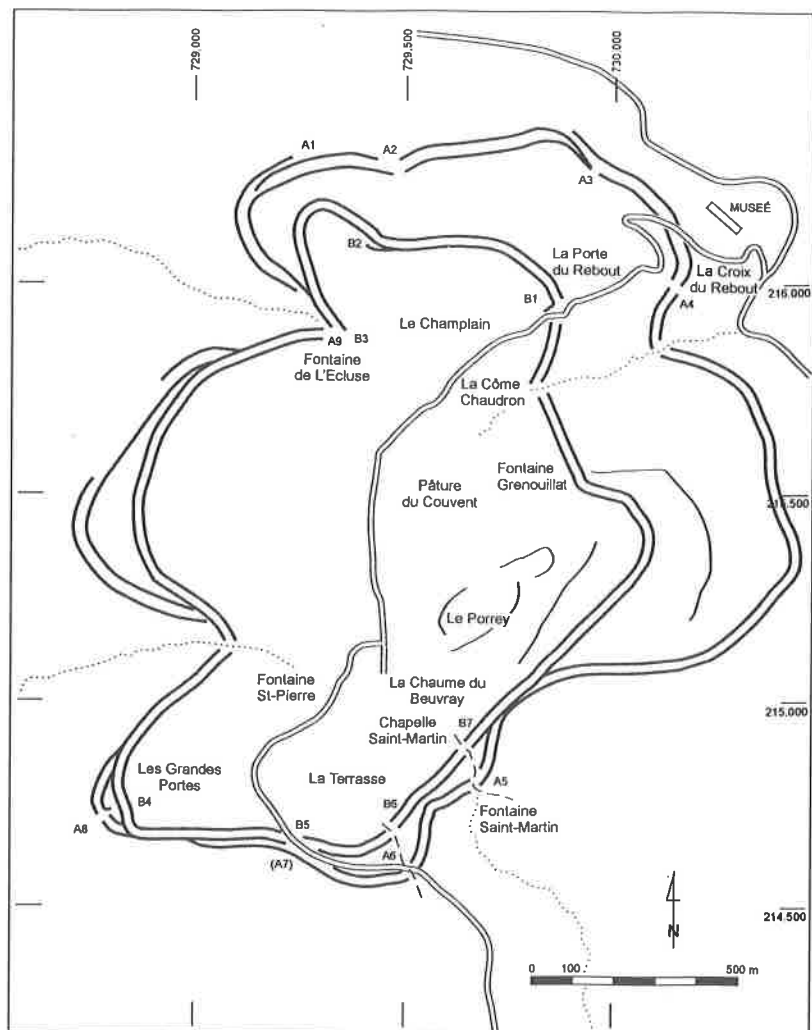 729.000
729.500
730.000
A1
A2
A3
MUSEÉ
B2
La Porte
du Rebout
La Croix
du Rebout
216.000
B1
A4
Le Champlain
A9
B3
Fontaine
de L'Ecluse
La Côme
Chaudron
Pâture
du Couvent
Fontaine
Grenouillat
Le Porrey
Fontaine
St-Pierre
La Chaume du
Beuvray
215.000
Chapelle
Saint-Martin
B7
Les Grandes
Portes
La Terrasse
A5
B4
B6
Fontaine
Saint-Martin
A8
B5
(A7)
A6
214.500
N
0 100 500 m